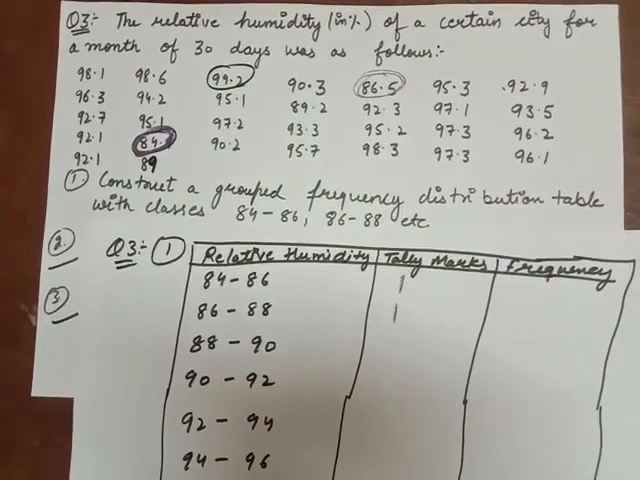 Q3:- The relative humidity (in %) of a certain city for
a month of 30 days was as follows:-
98.1 98.6 99.2 90.3 86.5 95.3 92.9
96.3 94.2 95.1 89.2 92.3 97.1 93.5
92.7 95.1 97.2 93.3 95.2 97.3 96.2
92.1 84. 90.2 95.7 98.3 97.3 96.1
92.1 89
① Construct a grouped frequency distribution table
with classes 84-86, 86-88 etc
2.
3
Q3:- ① Relative Humidity Tally Marks Frequency
84-86 |
86-88 |
88-90
90-92
92-94
94-96